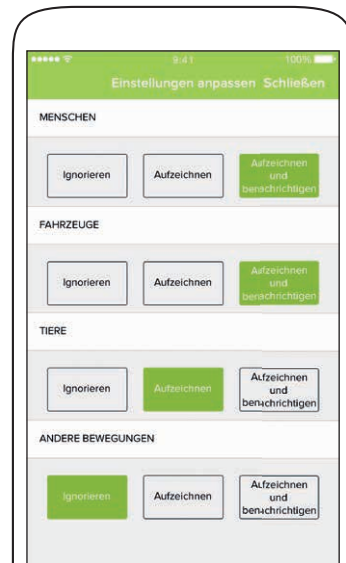 9:41 100%
Einstellungen anpassen Schließen
MENSCHEN
Ignorieren Aufzeichnen Aufzeichnen und benachrichtigen
FAHRZEUGE
Ignorieren Aufzeichnen Aufzeichnen und benachrichtigen
TIERE
Ignorieren Aufzeichnen Aufzeichnen und benachrichtigen
ANDERE BEWEGUNGEN
Ignorieren Aufzeichnen Aufzeichnen und benachrichtigen